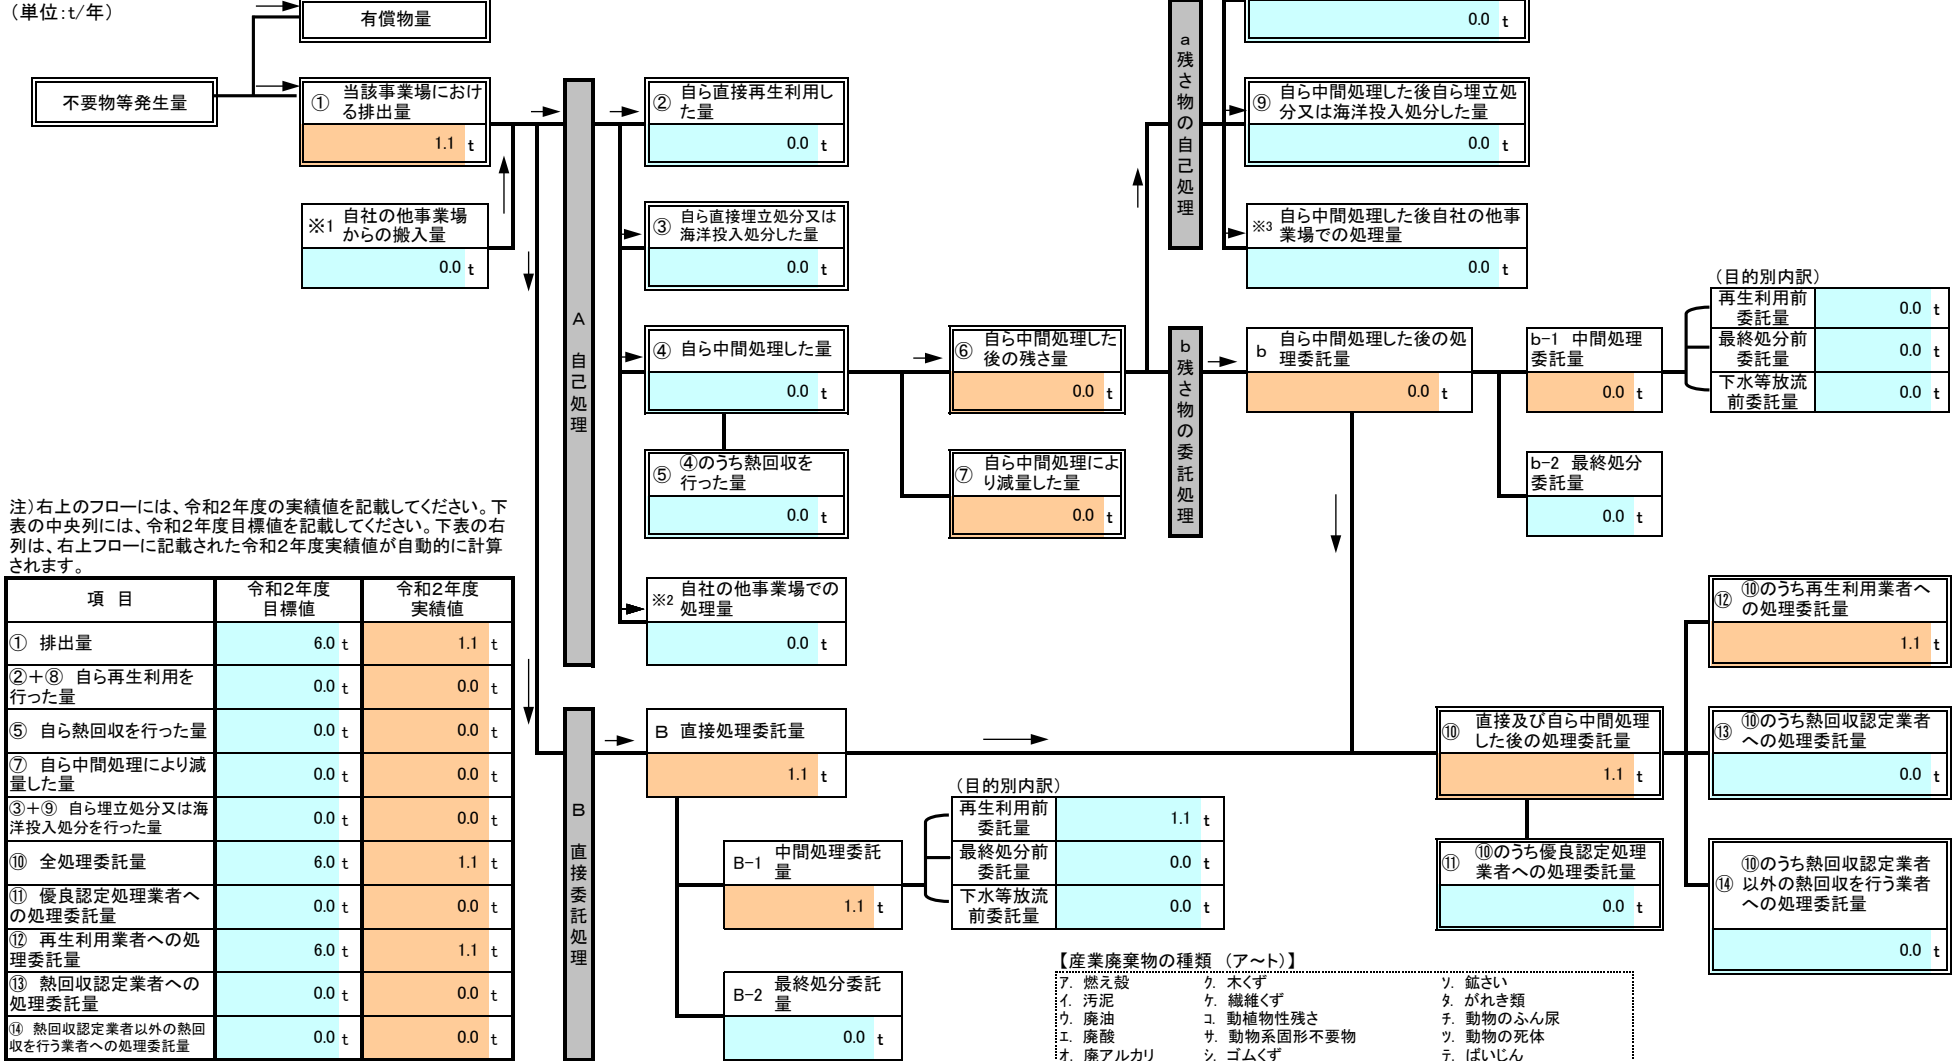 （単位：t/年）
有償物量
不要物等発生量
① 当該事業場におけ
る排出量
1.1 t
※1 自社の他事業場
からの搬入量
0.0 t
A 自己処理
② 自ら直接再生利用し
た量
0.0 t
③ 自ら直接埋立処分又は
海洋投入処分した量
0.0 t
④ 自ら中間処理した量
0.0 t
⑤ ④のうち熱回収を
行った量
0.0 t
※2 自社の他事業場での
処理量
0.0 t
⑥ 自ら中間処理した
後の残さ量
0.0 t
⑦ 自ら中間処理によ
り減量した量
0.0 t
a 残さ物の自己処理
0.0 t
⑨ 自ら中間処理した後自ら埋立処
分又は海洋投入処分した量
0.0 t
※3 自ら中間処理した後自社の他事
業場での処理量
0.0 t
b 残さ物の委託処理
b 自ら中間処理した後の処
理委託量
0.0 t
b-1 中間処理
委託量
0.0 t
b-2 最終処分
委託量
0.0 t
（目的別内訳）
再生利用前
委託量
0.0 t
最終処分前
委託量
0.0 t
下水等放流
前委託量
0.0 t
注）右上のフローには、令和2年度の実績値を記載してください。下
表の中央列には、令和2年度目標値を記載してください。下表の右
列は、右上フローに記載された令和2年度実績値が自動的に計算
されます。
項 目
令和2年度
目標値
令和2年度
実績値
① 排出量 6.0 t 1.1 t
②＋⑧ 自ら再生利用を
行った量
0.0 t 0.0 t
⑤ 自ら熱回収を行った量 0.0 t 0.0 t
⑦ 自ら中間処理により減
量した量
0.0 t 0.0 t
③＋⑨ 自ら埋立処分又は海
洋投入処分を行った量
0.0 t 0.0 t
⑩ 全処理委託量 6.0 t 1.1 t
⑪ 優良認定処理業者へ
の処理委託量
0.0 t 0.0 t
⑫ 再生利用業者への処
理委託量
6.0 t 1.1 t
⑬ 熱回収認定業者への
処理委託量
0.0 t 0.0 t
⑭ 熱回収認定業者以外の熱回
収を行う業者への処理委託量
0.0 t 0.0 t
B 直接委託処理
B 直接処理委託量
1.1 t
B-1 中間処理委託
量
1.1 t
B-2 最終処分委託
量
0.0 t
（目的別内訳）
再生利用前
委託量
1.1 t
最終処分前
委託量
0.0 t
下水等放流
前委託量
0.0 t
⑩ 直接及び自ら中間処理
した後の処理委託量
1.1 t
⑪ ⑩のうち優良認定処理
業者への処理委託量
0.0 t
⑫ ⑩のうち再生利用業者へ
の処理委託量
1.1 t
⑬ ⑩のうち熱回収認定業者
への処理委託量
0.0 t
⑭ ⑩のうち熱回収認定業者
以外の熱回収を行う業者
への処理委託量
0.0 t
【産業廃棄物の種類 （ア～ト）】
ア. 燃え殻 ク. 木くず ソ. 鉱さい
イ. 汚泥 ケ. 繊維くず タ. がれき類
ウ. 廃油 コ. 動植物性残さ チ. 動物のふん尿
エ. 廃酸 サ. 動物系固形不要物 ツ. 動物の死体
オ. 廃アルカリ シ. ゴムくず テ. ばいじん